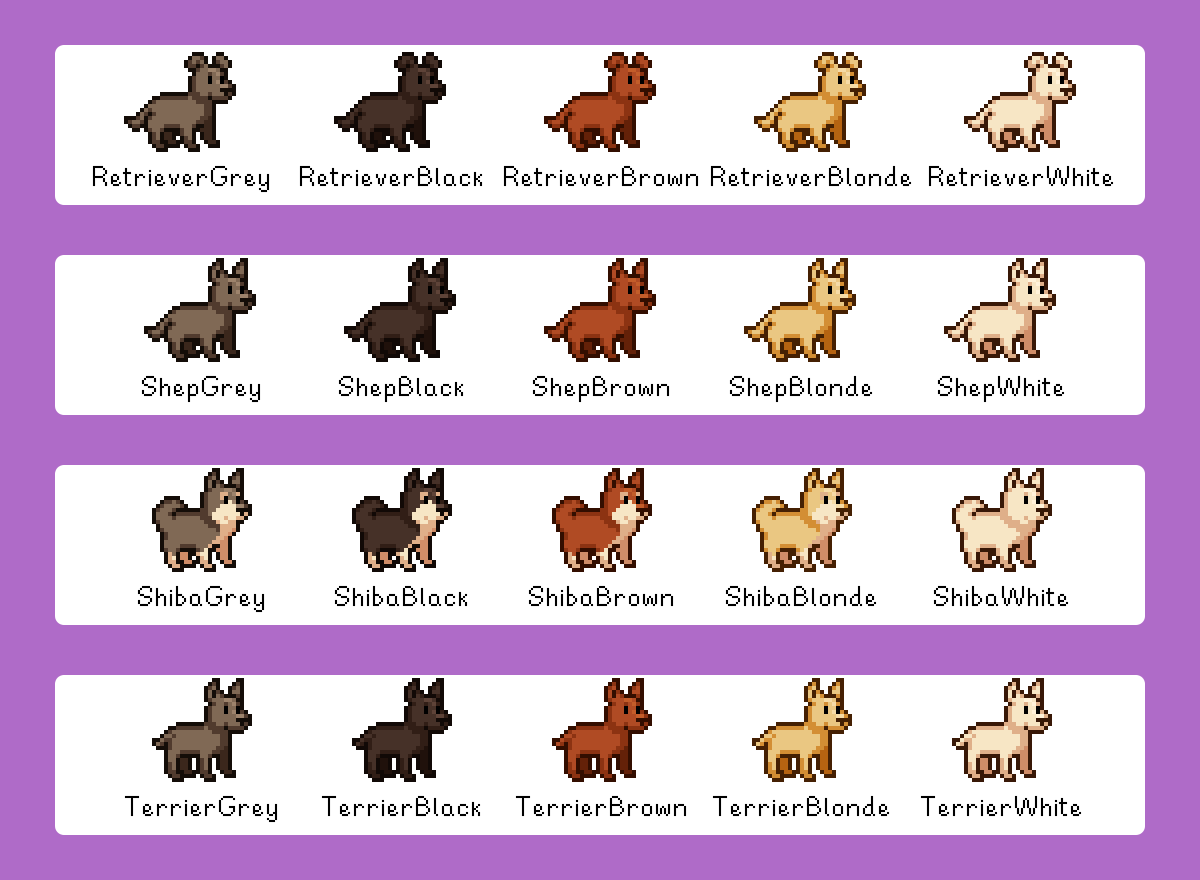 RetrieverGrey RetrieverBlack RetrieverBrown RetrieverBlonde RetrieverWhite
ShepGrey ShepBlack ShepBrown ShepBlonde ShepWhite
ShibaGrey ShibaBlack ShibaBrown ShibaBlonde ShibaWhite
TerrierGrey TerrierBlack TerrierBrown TerrierBlonde TerrierWhite